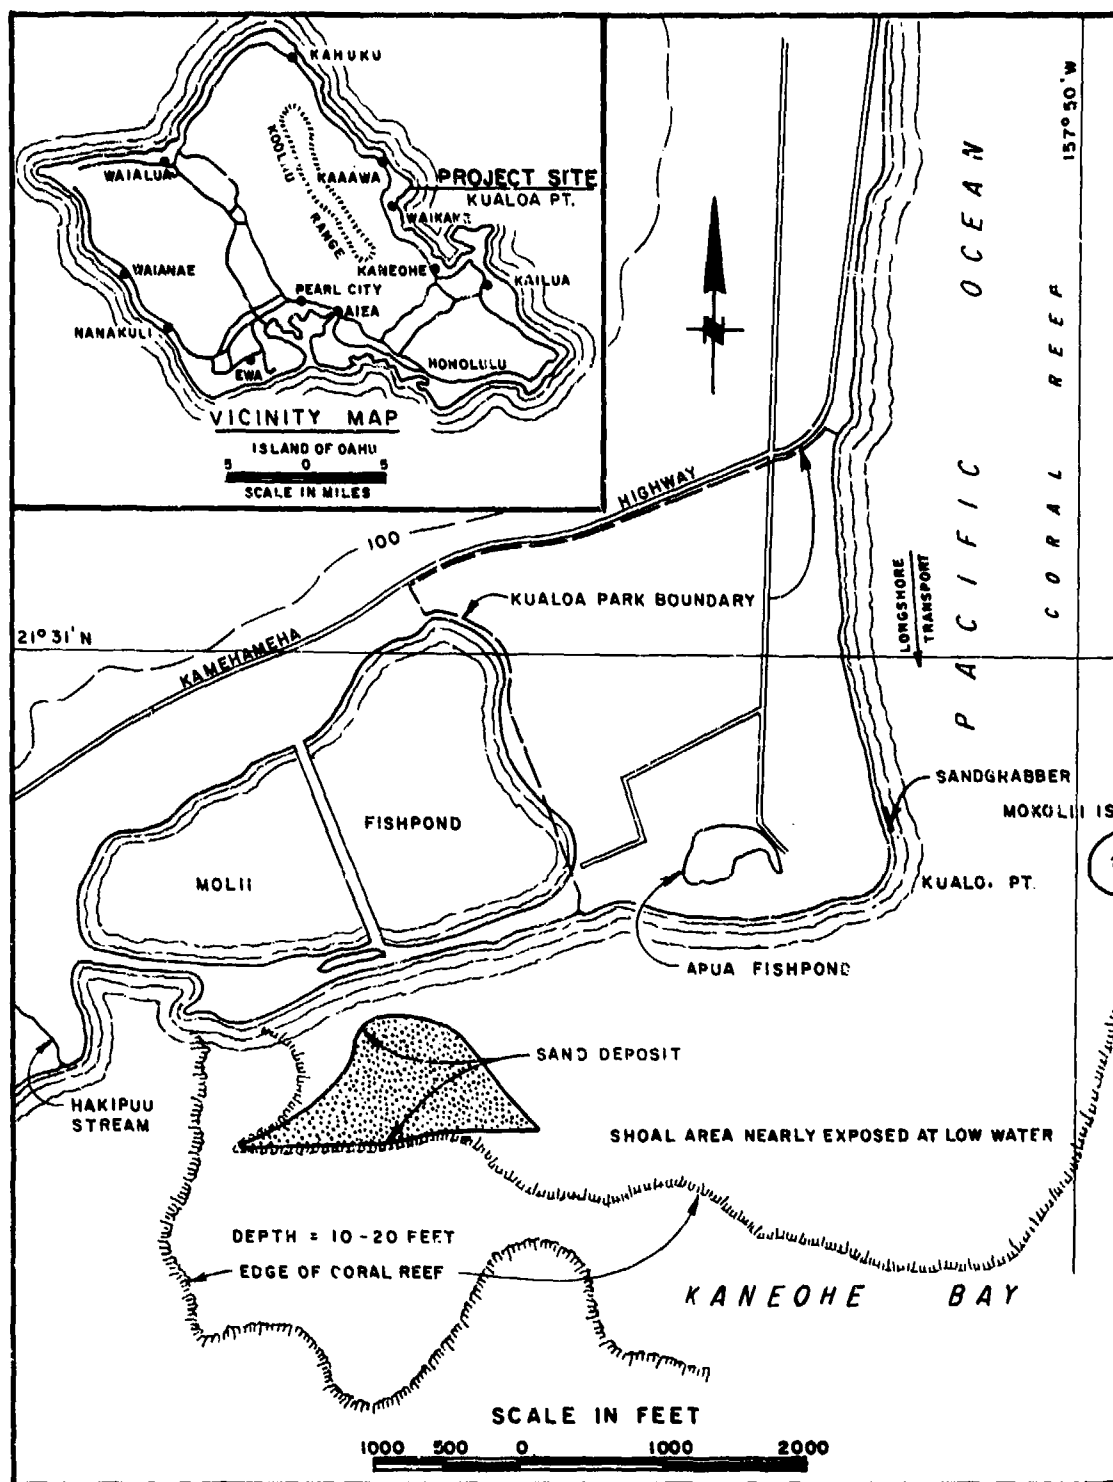 KAHUKU
KOOLAU
RANGE
WAIALUA
KAAAWA
PROJECT SITE
KUALOA PT.
WAIANAE
KANEOHE
KAILUA
PEARL CITY
AIEA
NANAKULI
EWA
HONOLULU
VICINITY MAP
ISLAND OF OAHU
5 0 5
SCALE IN MILES
157° 50' W
PACIFIC OCEAN
CORAL REEF
100
KAMEHAMEHA HIGHWAY
KUALOA PARK BOUNDARY
LONGSHORE
TRANSPORT
21° 31' N
SANDGRABBER
FISHPOND
MOLII
APUA FISHPOND
PT.
SAND DEPOSIT
HAKIPUU
STREAM
SHOAL AREA NEARLY EXPOSED AT LOW WATER
DEPTH = 10-20 FEET
EDGE OF CORAL REEF
KANEOHE BAY
SCALE IN FEET
1000 500 0 1000 2000